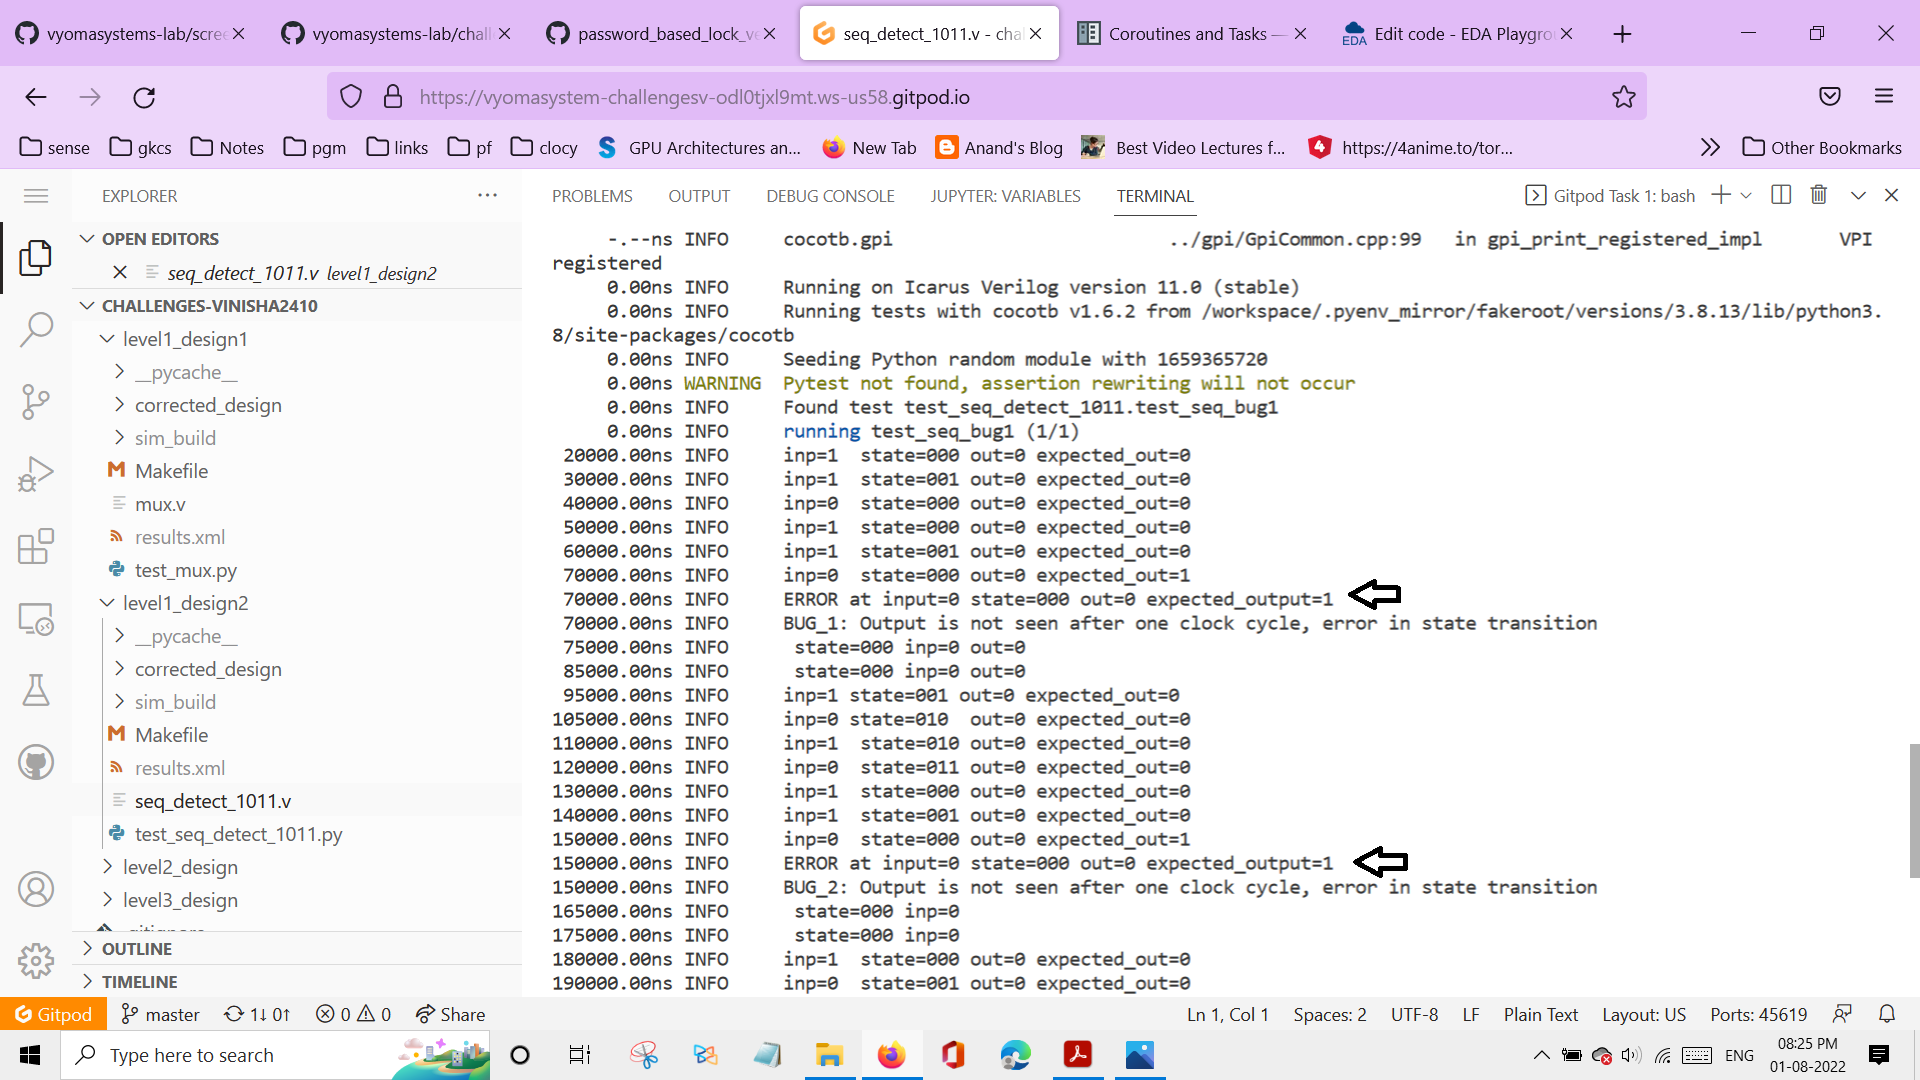 vyomasystems-lab/scree
vyomasystems-lab/chall
password_based_lock_ve
seq_detect_1011.v - chal
Coroutines and Tasks —
EDA
Edit code - EDA Playgrou
https://vyomasystem-challengesv-odl0tjxl9mt.ws-us58.gitpod.io
sense
gkcs
Notes
pgm
links
pf
clocy
GPU Architectures an...
New Tab
Anand's Blog
Best Video Lectures f...
https://4anime.to/tor...
Other Bookmarks
EXPLORER
OPEN EDITORS
seq_detect_1011.v level1_design2
CHALLENGES-VINISHA2410
level1_design1
__pycache__
corrected_design
sim_build
Makefile
mux.v
results.xml
test_mux.py
level1_design2
__pycache__
corrected_design
sim_build
Makefile
results.xml
seq_detect_1011.v
test_seq_detect_1011.py
level2_design
level3_design
.gitignore
OUTLINE
TIMELINE
PROBLEMS OUTPUT DEBUG CONSOLE JUPYTER: VARIABLES TERMINAL
Gitpod Task 1: bash
-.--ns INFO cocotb.gpi ../gpi/GpiCommon.cpp:99 in gpi_print_registered_impl VPI
registered
0.00ns INFO Running on Icarus Verilog version 11.0 (stable)
0.00ns INFO Running tests with cocotb v1.6.2 from /workspace/.pyenv_mirror/fakeroot/versions/3.8.13/lib/python3.
8/site-packages/cocotb
0.00ns INFO Seeding Python random module with 1659365720
0.00ns WARNING Pytest not found, assertion rewriting will not occur
0.00ns INFO Found test test_seq_detect_1011.test_seq_bug1
0.00ns INFO running test_seq_bug1 (1/1)
20000.00ns INFO inp=1 state=000 out=0 expected_out=0
30000.00ns INFO inp=1 state=001 out=0 expected_out=0
40000.00ns INFO inp=0 state=000 out=0 expected_out=0
50000.00ns INFO inp=1 state=000 out=0 expected_out=0
60000.00ns INFO inp=1 state=001 out=0 expected_out=0
70000.00ns INFO inp=0 state=000 out=0 expected_out=1
70000.00ns INFO ERROR at input=0 state=000 out=0 expected_output=1
70000.00ns INFO BUG_1: Output is not seen after one clock cycle, error in state transition
75000.00ns INFO state=000 inp=0 out=0
85000.00ns INFO state=000 inp=0 out=0
95000.00ns INFO inp=1 state=001 out=0 expected_out=0
105000.00ns INFO inp=0 state=010 out=0 expected_out=0
110000.00ns INFO inp=1 state=010 out=0 expected_out=0
120000.00ns INFO inp=0 state=011 out=0 expected_out=0
130000.00ns INFO inp=1 state=000 out=0 expected_out=0
140000.00ns INFO inp=1 state=001 out=0 expected_out=0
150000.00ns INFO inp=0 state=000 out=0 expected_out=1
150000.00ns INFO ERROR at input=0 state=000 out=0 expected_output=1
150000.00ns INFO BUG_2: Output is not seen after one clock cycle, error in state transition
165000.00ns INFO state=000 inp=0
175000.00ns INFO state=000 inp=0
180000.00ns INFO inp=1 state=000 out=0 expected_out=0
190000.00ns INFO inp=0 state=001 out=0 expected_out=0
Gitpod master 1↓ 0↑ 0 0 Share
Ln 1, Col 1 Spaces: 2 UTF-8 LF Plain Text Layout: US Ports: 45619
Type here to search
ENG
08:25 PM
01-08-2022